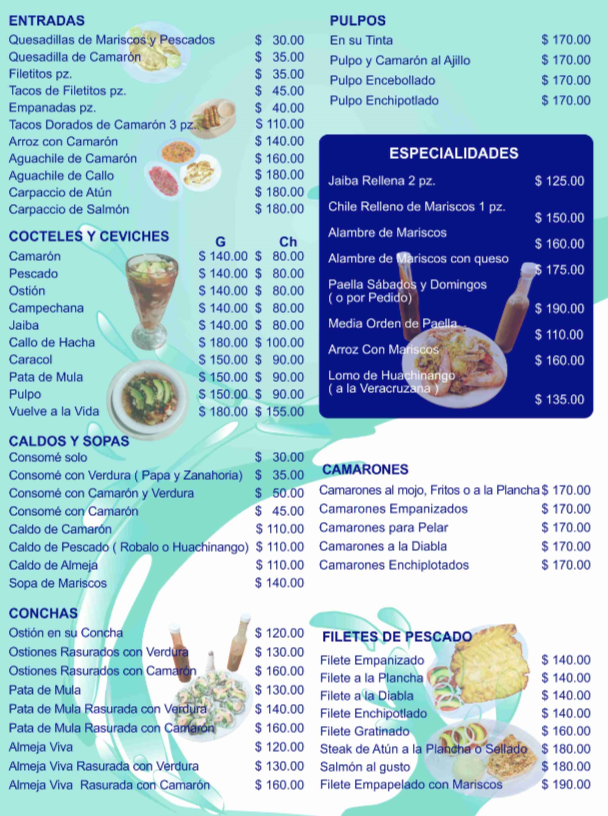 ENTRADAS
Quesadillas de Mariscos y Pescados $ 30.00
Quesadilla de Camarón $ 35.00
Filetitos pz. $ 35.00
Tacos de Filetitos pz. $ 45.00
Empanadas pz. $ 40.00
Tacos Dorados de Camarón 3 pz. $ 110.00
Arroz con Camarón $ 140.00
Aguachile de Camarón $ 160.00
Aguachile de Callo $ 180.00
Carpaccio de Atún $ 180.00
Carpaccio de Salmón $ 180.00
COCTELES Y CEVICHES G Ch
Camarón $ 140.00 $ 80.00
Pescado $ 140.00 $ 80.00
Ostión $ 140.00 $ 80.00
Campechana $ 140.00 $ 80.00
Jaiba $ 140.00 $ 80.00
Callo de Hacha $ 180.00 $ 100.00
Caracol $ 150.00 $ 90.00
Pata de Mula $ 150.00 $ 90.00
Pulpo $ 150.00 $ 90.00
Vuelve a la Vida $ 180.00 $ 155.00
CALDOS Y SOPAS
Consomé solo $ 30.00
Consomé con Verdura ( Papa y Zanahoria) $ 35.00
Consomé con Camarón y Verdura $ 50.00
Consomé con Camarón $ 45.00
Caldo de Camarón $ 110.00
Caldo de Pescado ( Robalo o Huachinango) $ 110.00
Caldo de Almeja $ 110.00
Sopa de Mariscos $ 140.00
CONCHAS
Ostión en su Concha $ 120.00
Ostiones Rasurados con Verdura $ 130.00
Ostiones Rasurados con Camarón $ 160.00
Pata de Mula $ 130.00
Pata de Mula Rasurada con Verdura $ 140.00
Pata de Mula Rasurada con Camarón $ 160.00
Almeja Viva $ 120.00
Almeja Viva Rasurada con Verdura $ 130.00
Almeja Viva Rasurada con Camarón $ 160.00
PULPOS
En su Tinta $ 170.00
Pulpo y Camarón al Ajillo $ 170.00
Pulpo Encebollado $ 170.00
Pulpo Enchipotlado $ 170.00
ESPECIALIDADES
Jaiba Rellena 2 pz. $ 125.00
Chile Relleno de Mariscos 1 pz. $ 150.00
Alambre de Mariscos $ 160.00
Alambre de Mariscos con queso $ 175.00
Paella Sábados y Domingos
( o por Pedido) $ 190.00
Media Orden de Paella $ 110.00
Arroz Con Mariscos $ 160.00
Lomo de Huachinango
( a la Veracruzana ) $ 135.00
CAMARONES
Camarones al mojo, Fritos o a la Plancha $ 170.00
Camarones Empanizados $ 170.00
Camarones para Pelar $ 170.00
Camarones a la Diabla $ 170.00
Camarones Enchiplotados $ 170.00
FILETES DE PESCADO
Filete Empanizado $ 140.00
Filete a la Plancha $ 140.00
Filete a la Diabla $ 140.00
Filete Enchipotlado $ 140.00
Filete Gratinado $ 160.00
Steak de Atún a la Plancha o Sellado $ 180.00
Salmón al gusto $ 180.00
Filete Empapelado con Mariscos $ 190.00